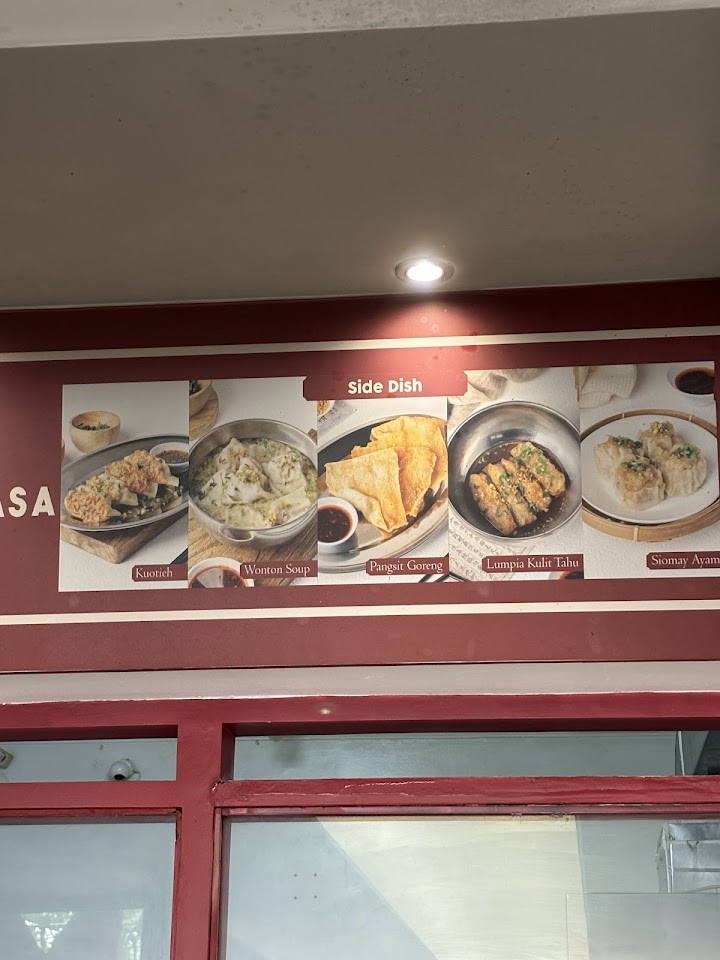 Side Dish
ASA
Kuotieh
Wonton Soup
Pangsit Goreng
Lumpia Kulit Tahu
Siomay Ayam